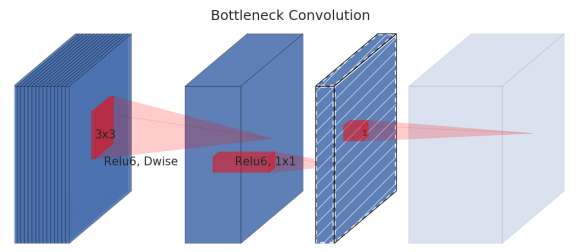 Bottleneck Convolution
3x3
Relu6, Dwise
Relu6, 1x1
1